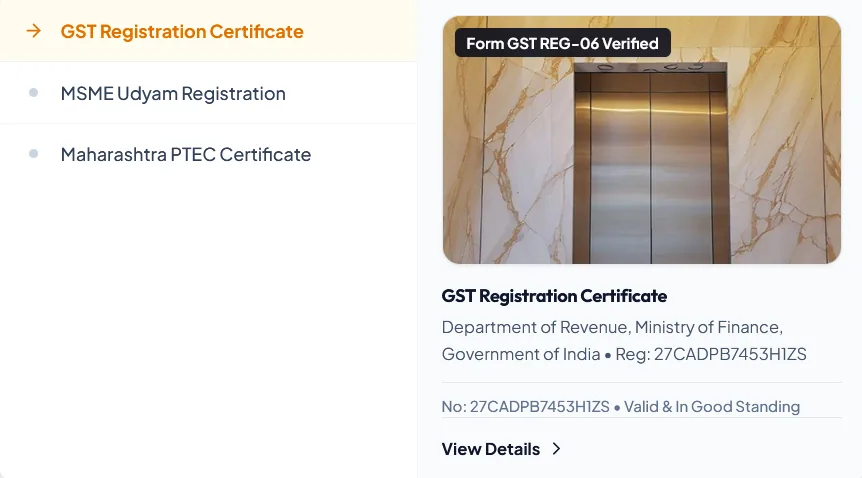 GST Registration Certificate
MSME Udyam Registration
Maharashtra PTEC Certificate
Form GST REG-06 Verified
GST Registration Certificate
Department of Revenue, Ministry of Finance,
Government of India • Reg: 27CADPB7453H1ZS
No: 27CADPB7453H1ZS • Valid & In Good Standing
View Details